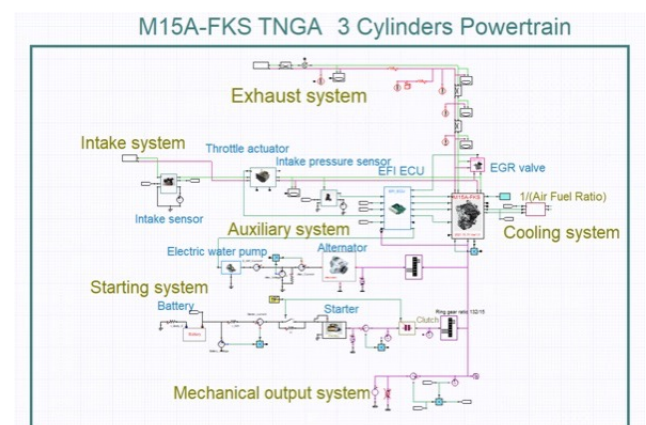 M15A-FKS TNGA 3 Cylinders Powertrain
Exhaust system
Intake system
Throttle actuator
Intake pressure sensor
EFI ECU
EGR valve
M15A-FKS
1/(Air Fuel Ratio)
Intake sensor
Cooling system
Auxiliary system
Electric water pump
Alternator
Starting system
Battery
Starter
Clutch
Ring gear ratio 132/15
Mechanical output system